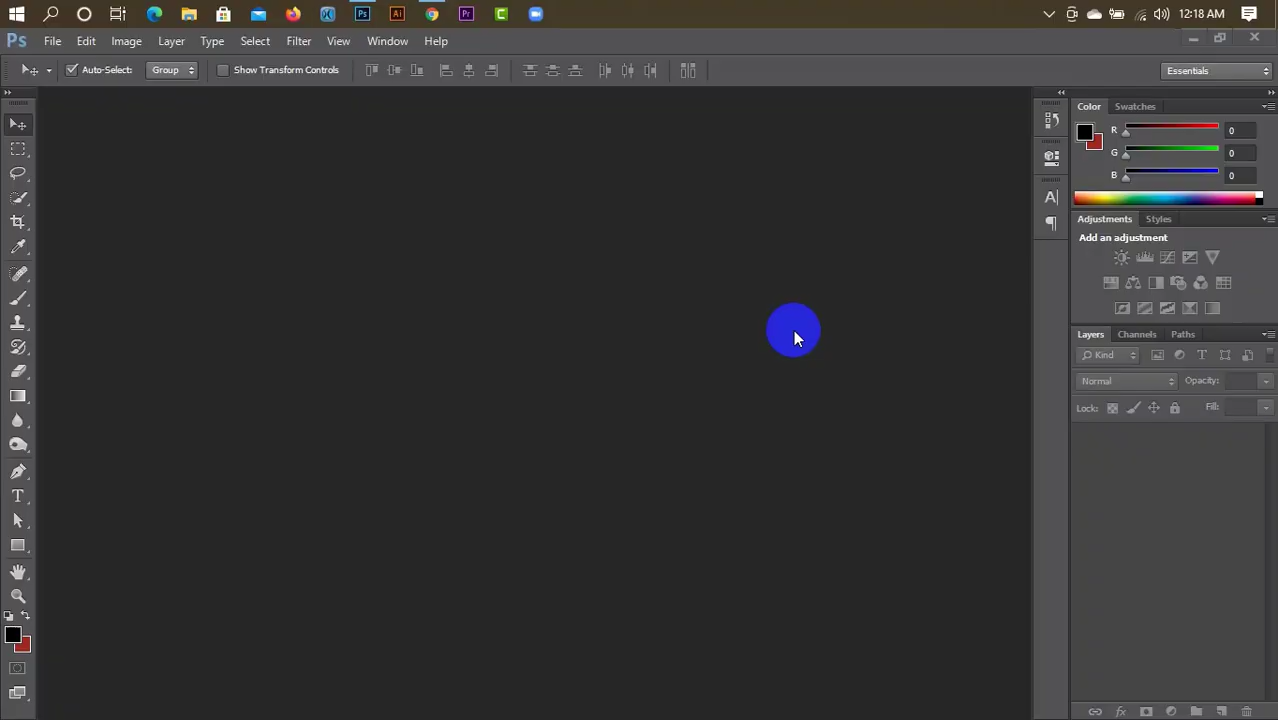 12:18 AM
Ps File Edit Image Layer Type Select Filter View Window Help
Auto-Select: Group Show Transform Controls Essentials
Color Swatches
R 0
G 0
B 0
Adjustments Styles
Add an adjustment
Layers Channels Paths
Kind
Normal Opacity:
Lock: Fill: